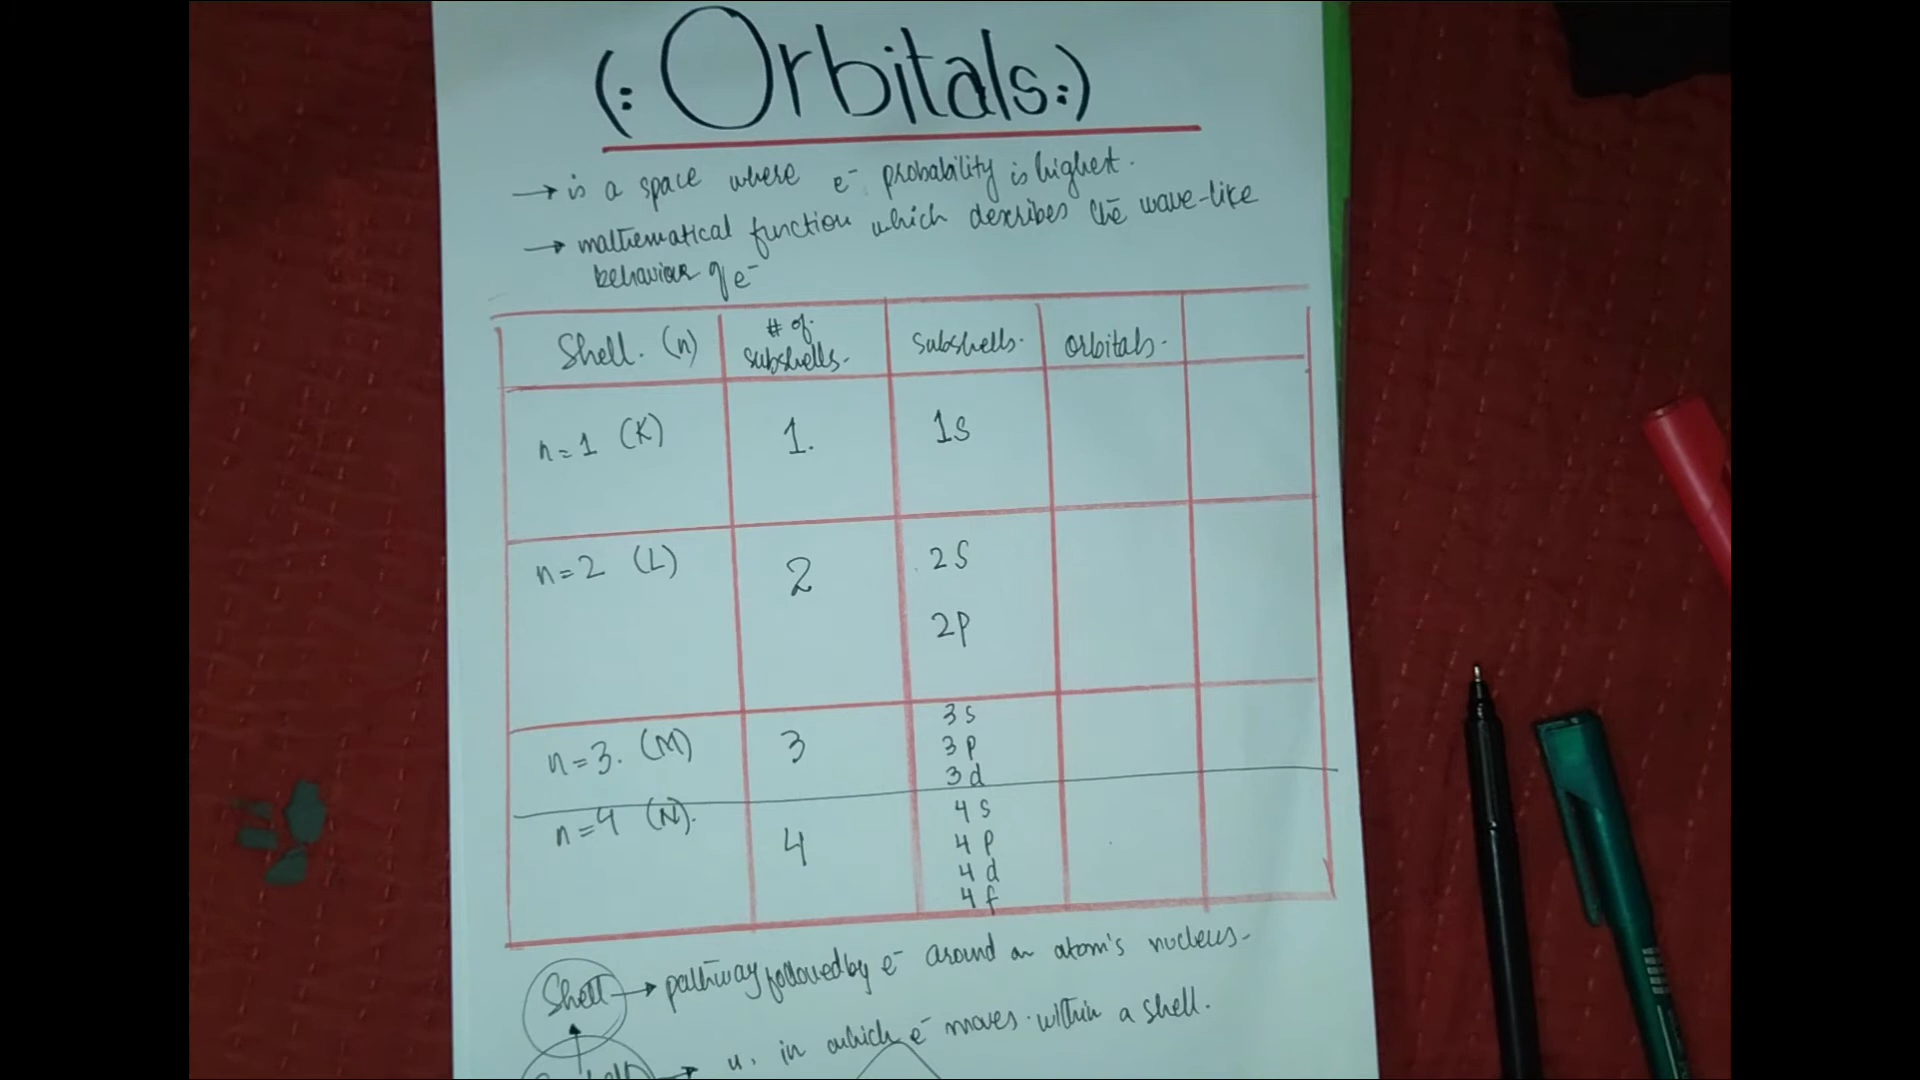 (: Orbitals :)
→ is a space where e⁻ probability is highest.
→ mathematical function which describes the wave-like
behaviour of e⁻
Shell. (n) # of subshells. Subshells. orbitals.
n=1 (K) 1. 1s
n=2 (L) 2 2s
2p
n=3. (M) 3 3s
3p
3d
n=4 (N). 4 4s
4p
4d
4f
Shell → pathway followed by e⁻ around an atom's nucleus.
→ in which e⁻ moves within a shell.